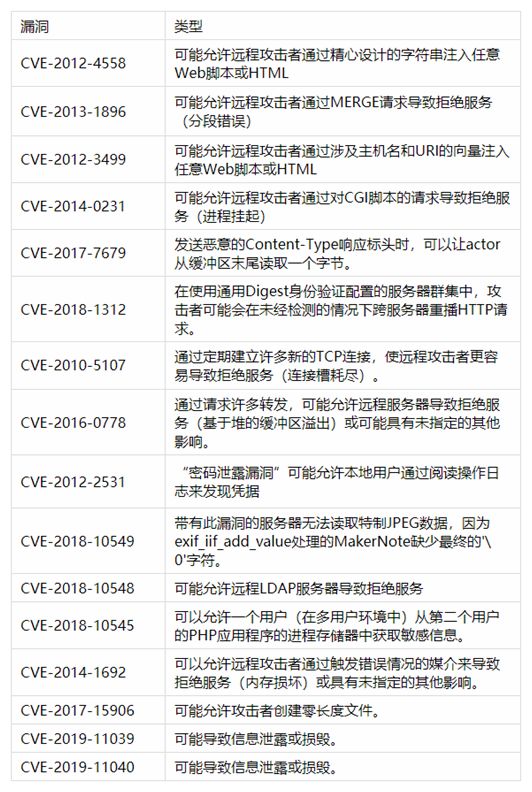 漏洞 类型
CVE-2012-4558 可能允许远程攻击者通过精心设计的字符串注入任意
Web脚本或HTML
CVE-2013-1896 可能允许远程攻击者通过MERGE请求导致拒绝服务
（分段错误）
CVE-2012-3499 可能允许远程攻击者通过涉及主机名和URI的向量注入
任意Web脚本或HTML
CVE-2014-0231 可能允许远程攻击者通过对CGI脚本的请求导致拒绝服
务（进程挂起）
CVE-2017-7679 发送恶意的Content-Type响应标头时，可以让actor
从缓冲区末尾读取一个字节。
CVE-2018-1312 在使用通用Digest身份验证配置的服务器群集中，攻
击者可能会在未经检测的情况下跨服务器重播HTTP请
求。
CVE-2010-5107 通过定期建立许多新的TCP连接，使远程攻击者更容
易导致拒绝服务（连接槽耗尽）。
CVE-2016-0778 通过请求许多转发，可能允许远程服务器导致拒绝服
务（基于堆的缓冲区溢出）或可能具有未指定的其他
影响。
CVE-2012-2531 “密码泄露漏洞”可能允许本地用户通过阅读操作日
志来发现凭据
CVE-2018-10549 带有此漏洞的服务器无法读取特制JPEG数据，因为
exif_iif_add_value处理的MakerNote缺少最终的'\
0'字符。
CVE-2018-10548 可能允许远程LDAP服务器导致拒绝服务
CVE-2018-10545 可以允许一个用户（在多用户环境中）从第二个用户
的PHP应用程序的进程存储器中获取敏感信息。
CVE-2014-1692 可以允许远程攻击者通过触发错误情况的媒介来导致
拒绝服务（内存损坏）或具有未指定的其他影响。
CVE-2017-15906 可能允许攻击者创建零长度文件。
CVE-2019-11039 可能导致信息泄露或损毁。
CVE-2019-11040 可能导致信息泄露或损毁。